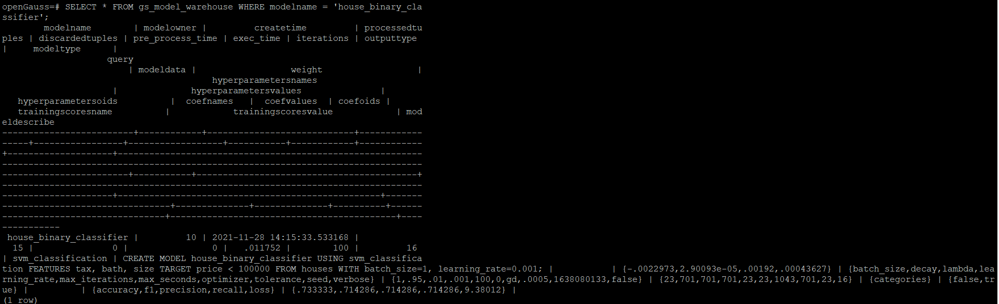 openGauss=# SELECT * FROM gs_model_warehouse WHERE modelname = 'house_binary_cla
ssifier';
        modelname        | modelowner |         createtime         | processedtu
ples | discardedtuples | pre_process_time | exec_time | iterations | outputtype
|     modeltype      |
                    query
                        | modeldata |                  weight                  |
                                        hyperparametersnames
                     |              hyperparametersvalues               |
   hyperparametersoids          |  coefnames   |  coefvalues  | coefoids |
   trainingscoresname          |            trainingscoresvalue            | mod
eldescribe
-------------------------+------------+----------------------------+------------
-----+-----------------+------------------+-----------+------------+------------
+--------------------+----------------------------------------------------------
--------------------------------------------------------------------------------
------------------------+-----------+------------------------------------------+
--------------------------------------------------------------------------------
---------------------+--------------------------------------------------+-------
--------------------------------+--------------+--------------+----------+------
-------------------------------+-------------------------------------------+----
-----------
 house_binary_classifier |         10 | 2021-11-28 14:15:33.533168 |
  15 |               0 |                0 |   .011752 |        100 |         16
| svm_classification | CREATE MODEL house_binary_classifier USING svm_classifica
tion FEATURES tax, bath, size TARGET price < 100000 FROM houses WITH batch_size=1, learning_rate=0.001; |           | {-.0022973,2.90093e-05,.00192,.00043627} | {batch_size,decay,lambda,lea
rning_rate,max_iterations,max_seconds,optimizer,tolerance,seed,verbose} | {1,.95,.01,.001,100,0,gd,.0005,1638080133,false} | {23,701,701,701,23,23,1043,701,23,16} | {categories} | {false,tr
ue} |          | {accuracy,f1,precision,recall,loss} | {.733333,.714286,.714286,.714286,9.38012} |
(1 row)